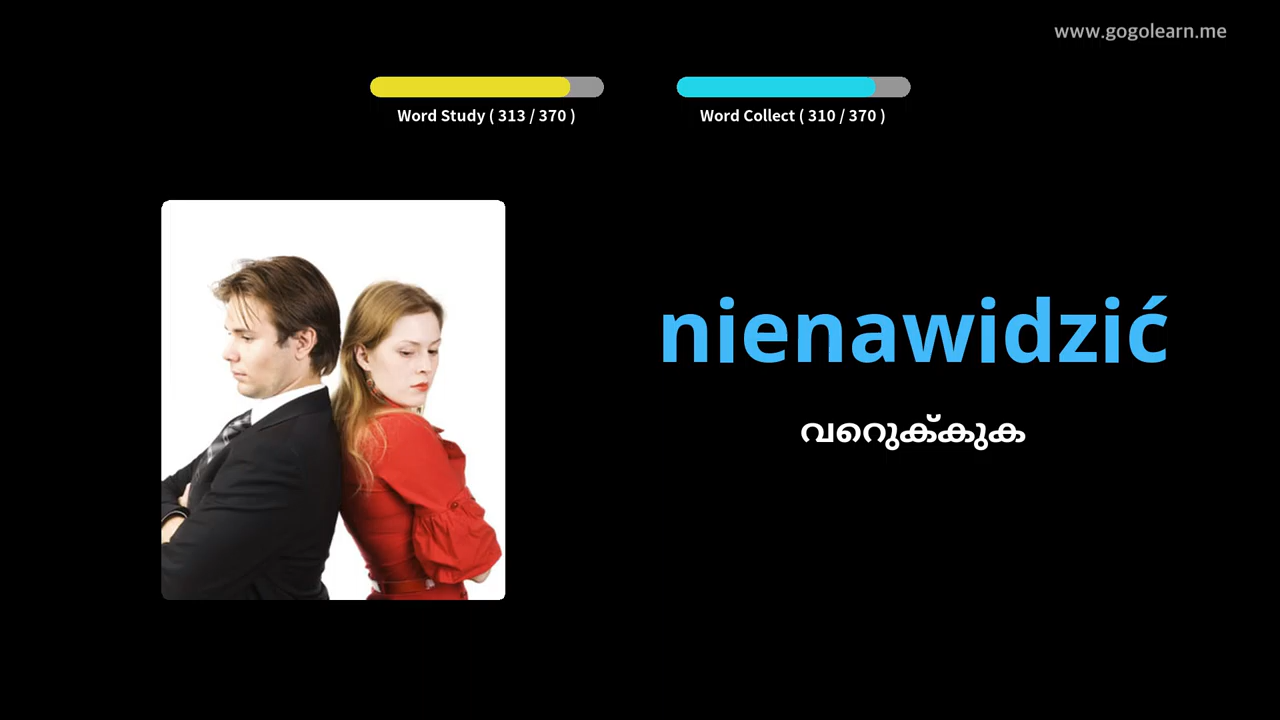 www.gogolearn.me
Word Study ( 313 / 370 )
Word Collect ( 310 / 370 )
nienawidzić
വെറുക്കുക